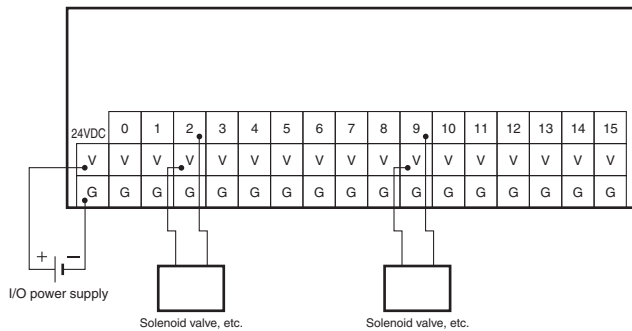 24VDC 0 1 2 3 4 5 6 7 8 9 10 11 12 13 14 15
V V V V V V V V V V V V V V V V V
G G G G G G G G G G G G G G G G G
+ −
I/O power supply
Solenoid valve, etc. Solenoid valve, etc.